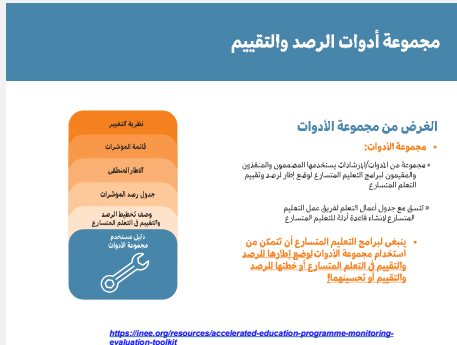 مجموعة أدوات الرصد والتقييم
الغرض من مجموعة الأدوات
• مجموعة الأدوات:
• مجموعة من الأدوات/الإرشادات يستخدمها المصممون والمنفذون
والمقيمون لبرامج التعليم المتسارع لوضع إطار لرصد وتقييم
التعلم المتسارع
• تتسق مع جدول أعمال التعلم لفريق عمل التعليم
المتسارع لإنشاء قاعدة أدلة للتعليم المتسارع
• ينبغي لبرامج التعليم المتسارع أن تتمكن من
استخدام مجموعة الأدوات لوضع إطارها للرصد
والتقييم في التعلم المتسارع أو خطتها للرصد
والتقييم أو تحسينهما!
نظرية التغيير
قائمة المؤشرات
الاطار المنطقي
جدول رصد المؤشرات
وصف تخطيط الرصد
والتقييم في التعلم المتسارع
دليل مستخدم
مجموعة الأدوات
https://inee.org/resources/accelerated-education-programme-monitoring-
evaluation-toolkit